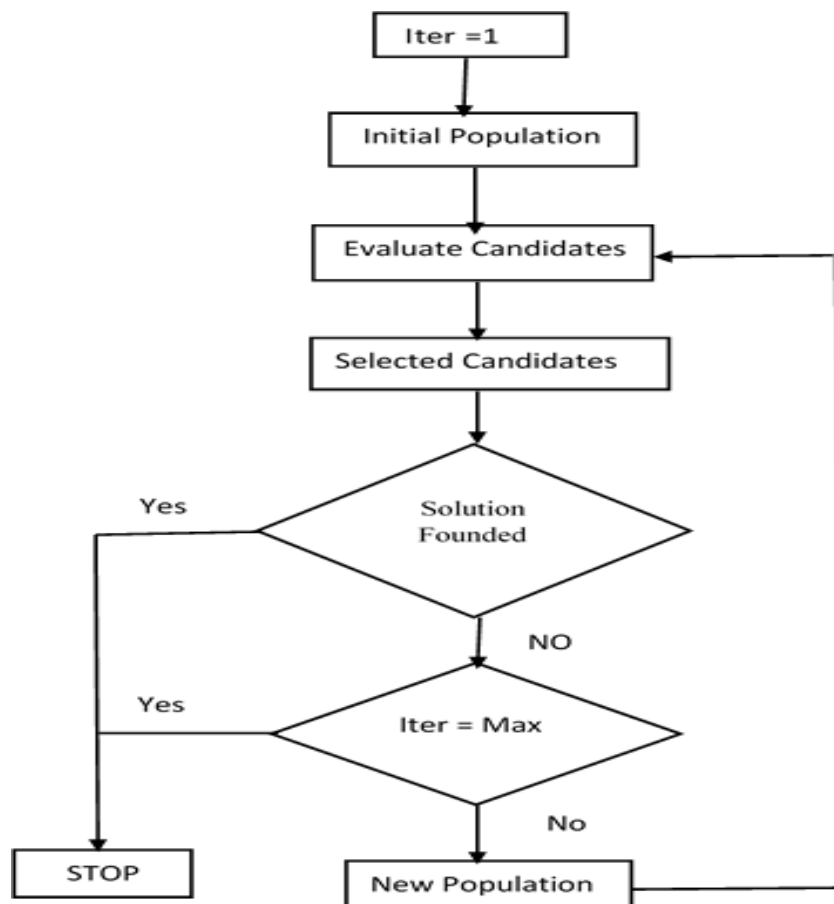 Iter =1
Initial Population
Evaluate Candidates
Selected Candidates
Yes
Solution
Founded
NO
Yes
Iter = Max
No
STOP
New Population